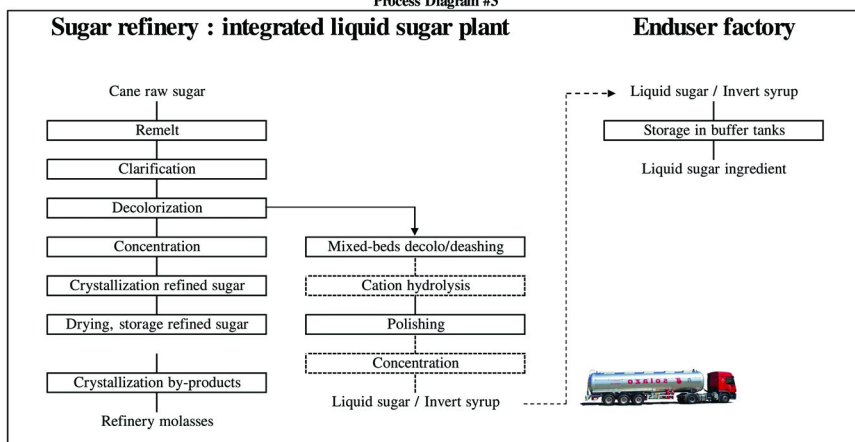 Process Diagram #3
Sugar refinery : integrated liquid sugar plant
Enduser factory
Cane raw sugar
Remelt
Clarification
Decolorization
Concentration
Crystallization refined sugar
Drying, storage refined sugar
Crystallization by-products
Refinery molasses
Mixed-beds decolo/deashing
Cation hydrolysis
Polishing
Concentration
Liquid sugar / Invert syrup
Liquid sugar / Invert syrup
Storage in buffer tanks
Liquid sugar ingredient